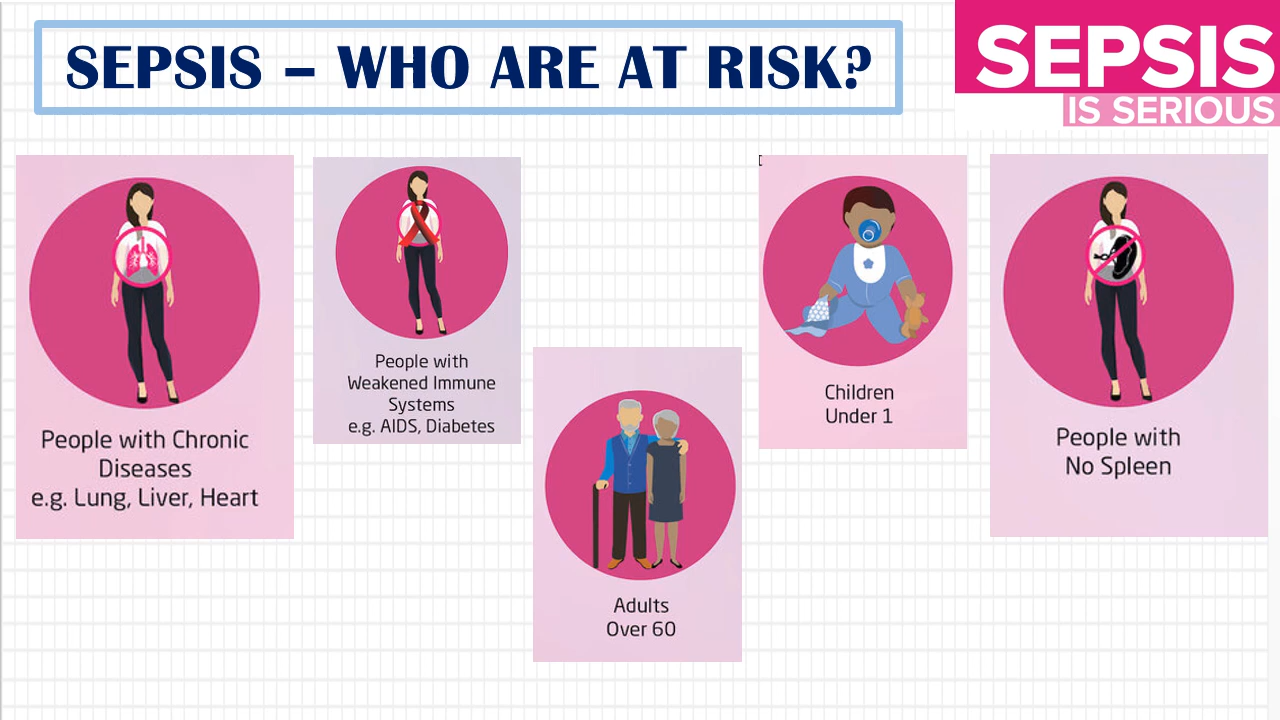 SEPSIS – WHO ARE AT RISK?
SEPSIS
IS SERIOUS
People with Chronic
Diseases
e.g. Lung, Liver, Heart
People with
Weakened Immune
Systems
e.g. AIDS, Diabetes
Adults
Over 60
Children
Under 1
People with
No Spleen